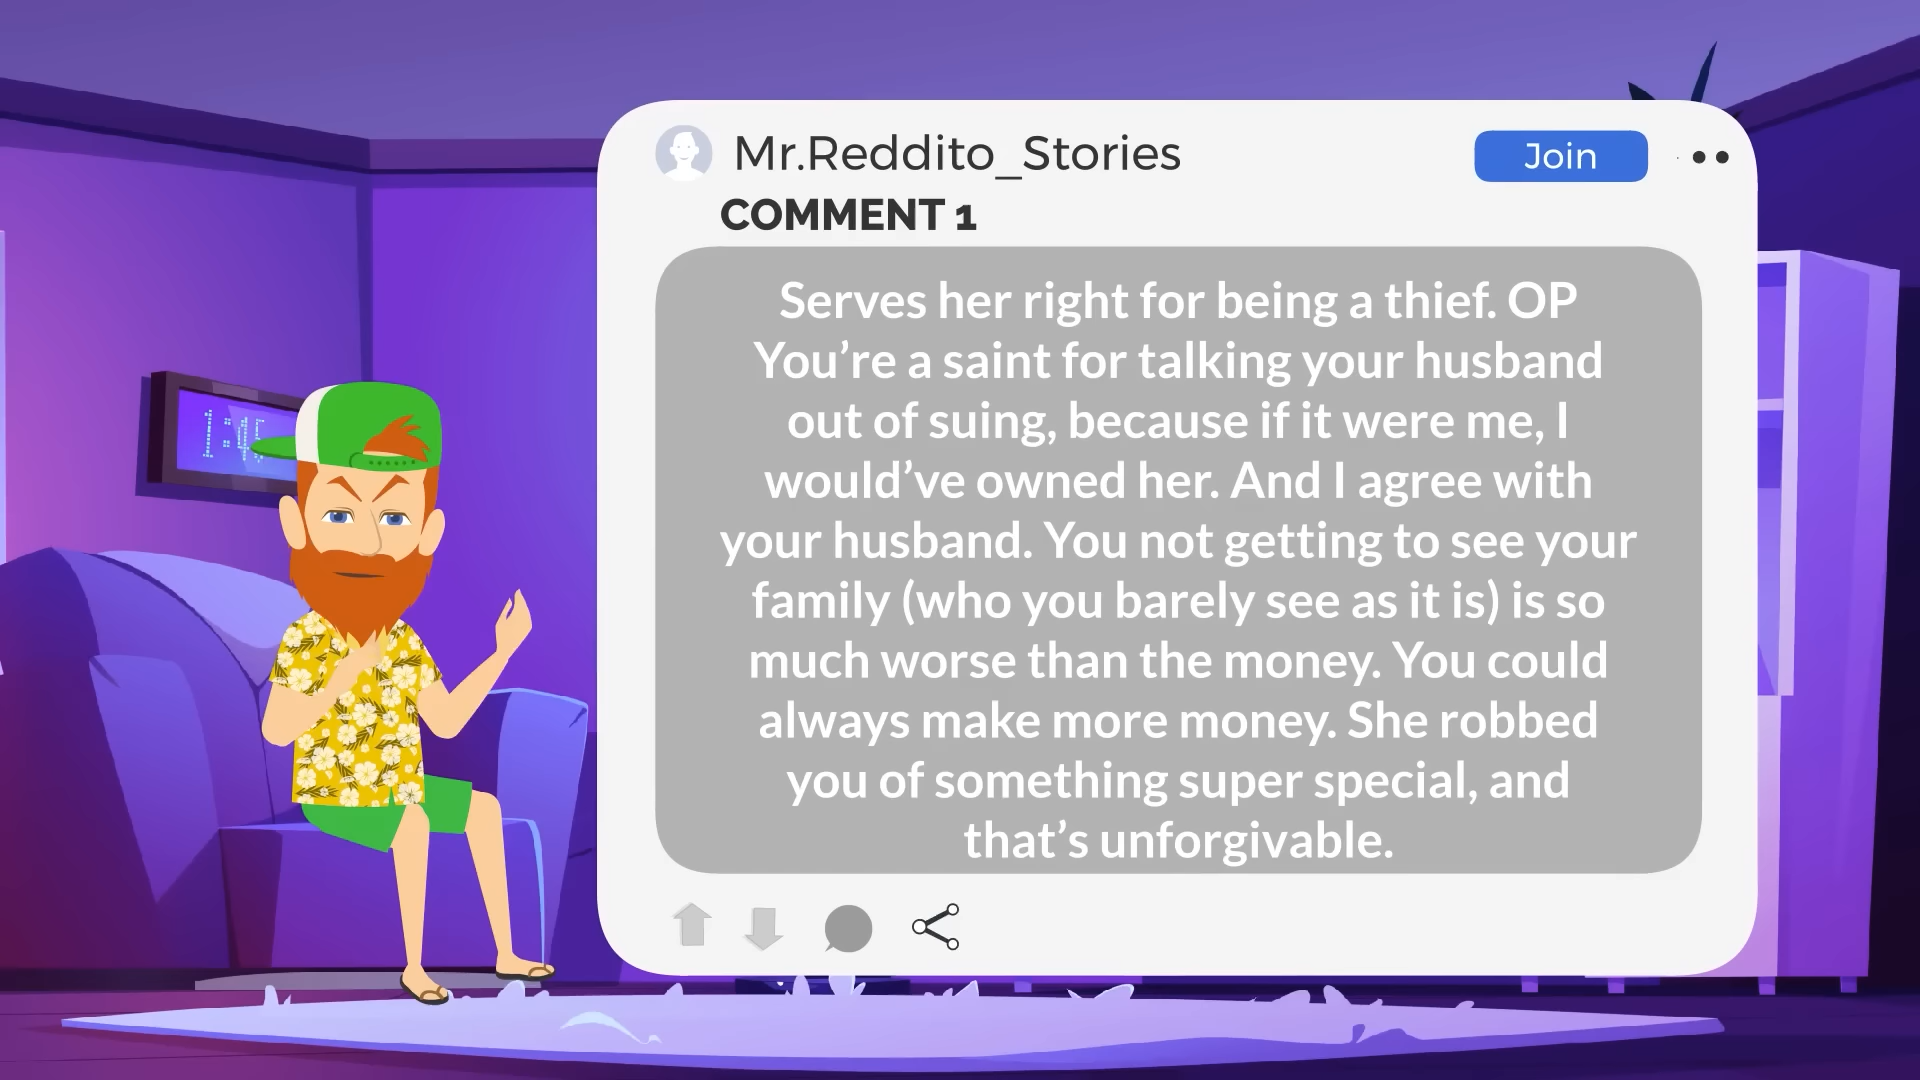 Mr.Reddito_Stories
Join
COMMENT 1
Serves her right for being a thief. OP
You’re a saint for talking your husband
out of suing, because if it were me, I
would’ve owned her. And I agree with
your husband. You not getting to see your
family (who you barely see as it is) is so
much worse than the money. You could
always make more money. She robbed
you of something super special, and
that’s unforgivable.